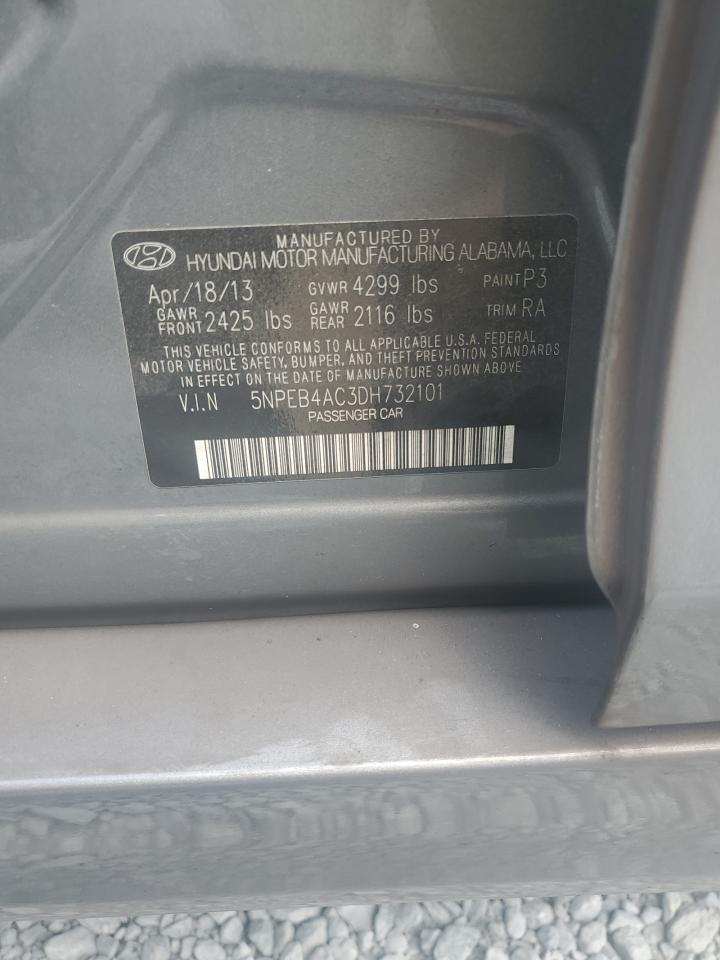 MANUFACTURED BY
HYUNDAI MOTOR MANUFACTURING ALABAMA, LLC
Apr/18/13 GVWR 4299 lbs PAINT P3
GAWR FRONT 2425 lbs GAWR REAR 2116 lbs TRIM RA
THIS VEHICLE CONFORMS TO ALL APPLICABLE U.S.A. FEDERAL
MOTOR VEHICLE SAFETY, BUMPER, AND THEFT PREVENTION STANDARDS
IN EFFECT ON THE DATE OF MANUFACTURE SHOWN ABOVE
V.I.N 5NPEB4AC3DH732101
PASSENGER CAR